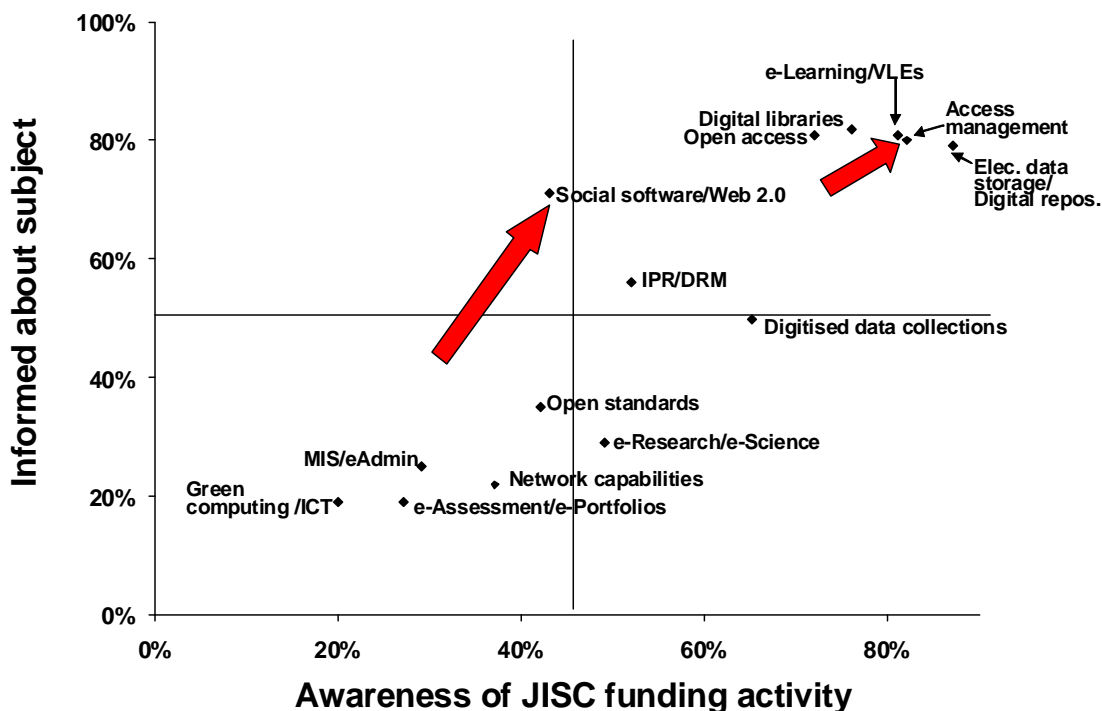 100%
80%
60%
40%
20%
0%
Informed about subject
e-Learning/VLEs
Digital libraries
Open access
Access
management
Elec. data
storage/
Digital repos.
Social software/Web 2.0
IPR/DRM
Digitised data collections
Open standards
e-Research/e-Science
MIS/eAdmin
Network capabilities
Green
computing /ICT
e-Assessment/e-Portfolios
0%
20%
40%
60%
80%
Awareness of JISC funding activity